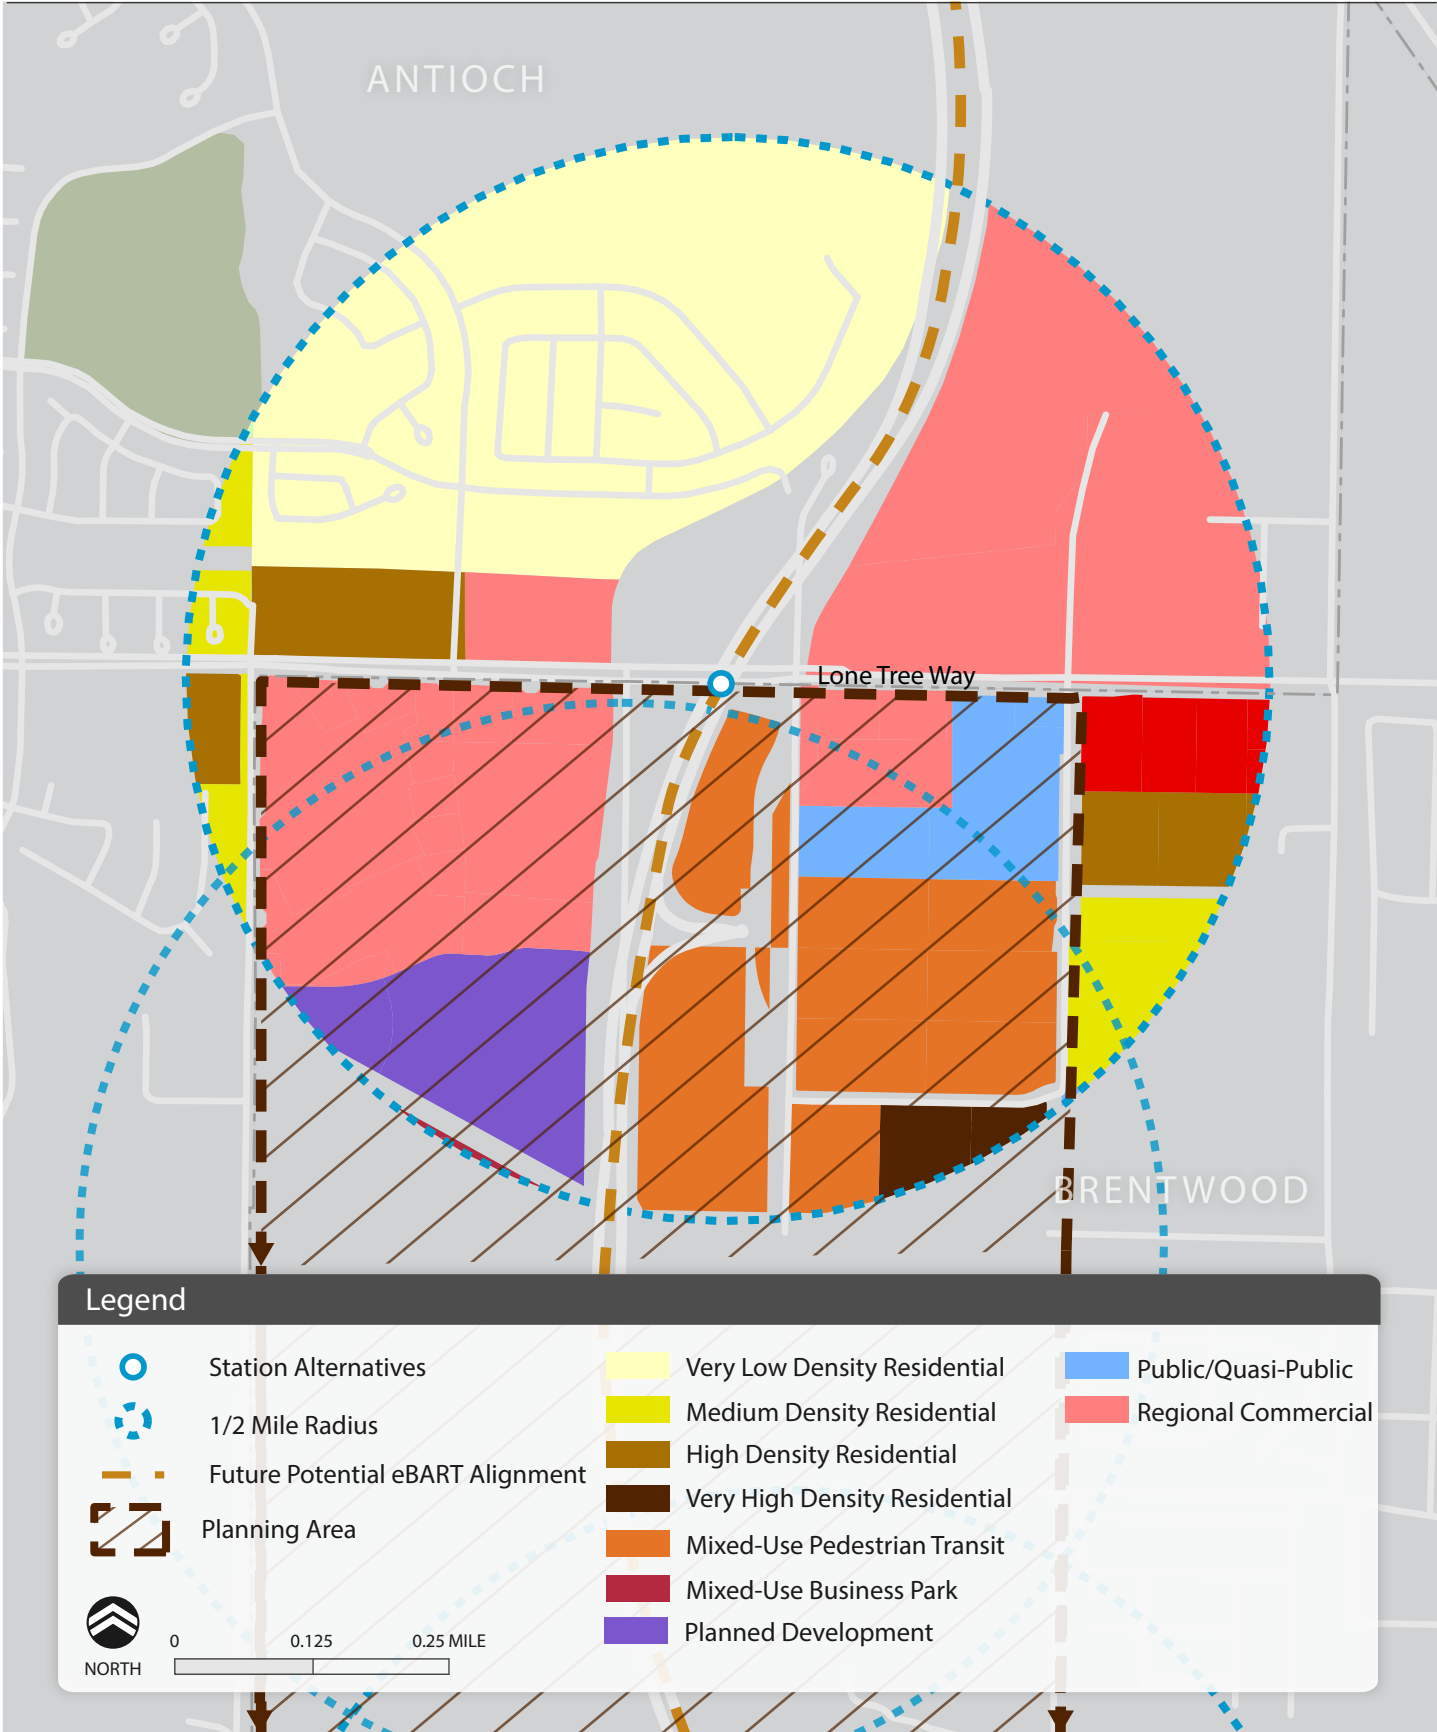 ANTIOCH
Lone Tree Way
BRENTWOOD
Legend
Station Alternatives
1/2 Mile Radius
Future Potential eBART Alignment
Planning Area
NORTH
0 0.125 0.25 MILE
Very Low Density Residential
Medium Density Residential
High Density Residential
Very High Density Residential
Mixed-Use Pedestrian Transit
Mixed-Use Business Park
Planned Development
Public/Quasi-Public
Regional Commercial